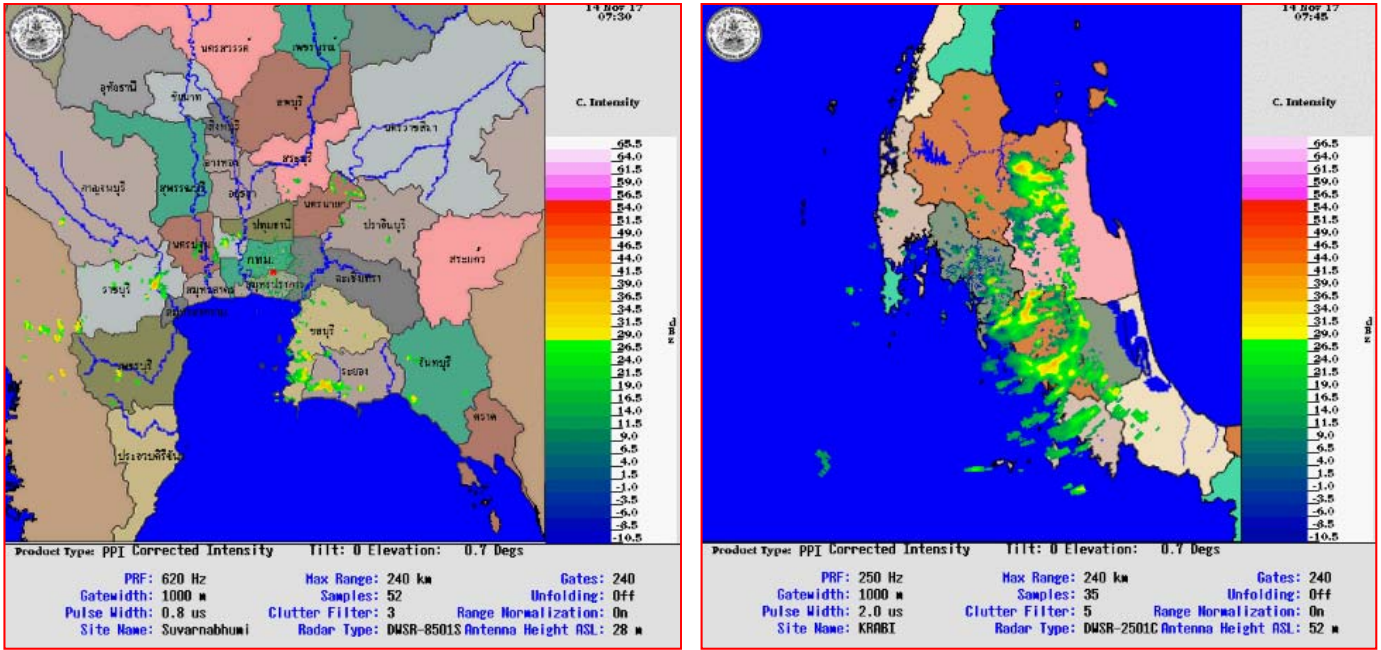 14 Nov 17
07:30
C. Intensity
65.5
64.0
61.5
59.0
56.5
54.0
51.5
49.0
46.5
44.0
41.5
39.0
36.5
34.0
31.5
29.0
26.5
24.0
21.5
19.0
16.5
14.0
11.5
9.0
6.5
4.0
1.5
-1.0
-3.5
-6.0
-8.5
-10.5
นครสวรรค์
เพชรบูรณ์
อุทัยธานี
ชัยนาท
ลพบุรี
สิงห์บุรี
นครราชสีมา
อ่างทอง
สระบุรี
กาญจนบุรี
สุพรรณบุรี
อยุธยา
นครนายก
ปทุมธานี
ปราจีนบุรี
นครปฐม
กทม.
สระแก้ว
ราชบุรี
สมุทรสาคร
สมุทรปราการ
ฉะเชิงเทรา
สมุทรสงคราม
ชลบุรี
เพชรบุรี
ระยอง
จันทบุรี
ตราด
ประจวบคีรีขันธ์
Product Type: PPI Corrected Intensity Tilt: 0 Elevation: 0.7 Degs
PRF: 620 Hz Max Range: 240 km Gates: 240
Gatewidth: 1000 m Samples: 52 Unfolding: Off
Pulse Width: 0.8 us Clutter Filter: 3 Range Normalization: On
Site Name: Suvarnabhumi Radar Type: DWSR-8501S Antenna Height ASL: 28 m
14 Nov 17
07:45
C. Intensity
66.5
64.0
61.5
59.0
56.5
54.0
51.5
49.0
46.5
44.0
41.5
39.0
36.5
34.0
31.5
29.0
26.5
24.0
21.5
19.0
16.5
14.0
11.5
9.0
6.5
4.0
1.5
-1.0
-3.5
-6.0
-8.5
-10.5
Product Type: PPI Corrected Intensity Tilt: 0 Elevation: 0.7 Degs
PRF: 250 Hz Max Range: 240 km Gates: 240
Gatewidth: 1000 m Samples: 35 Unfolding: Off
Pulse Width: 2.0 us Clutter Filter: 5 Range Normalization: On
Site Name: KRABI Radar Type: DWSR-2501C Antenna Height ASL: 52 m